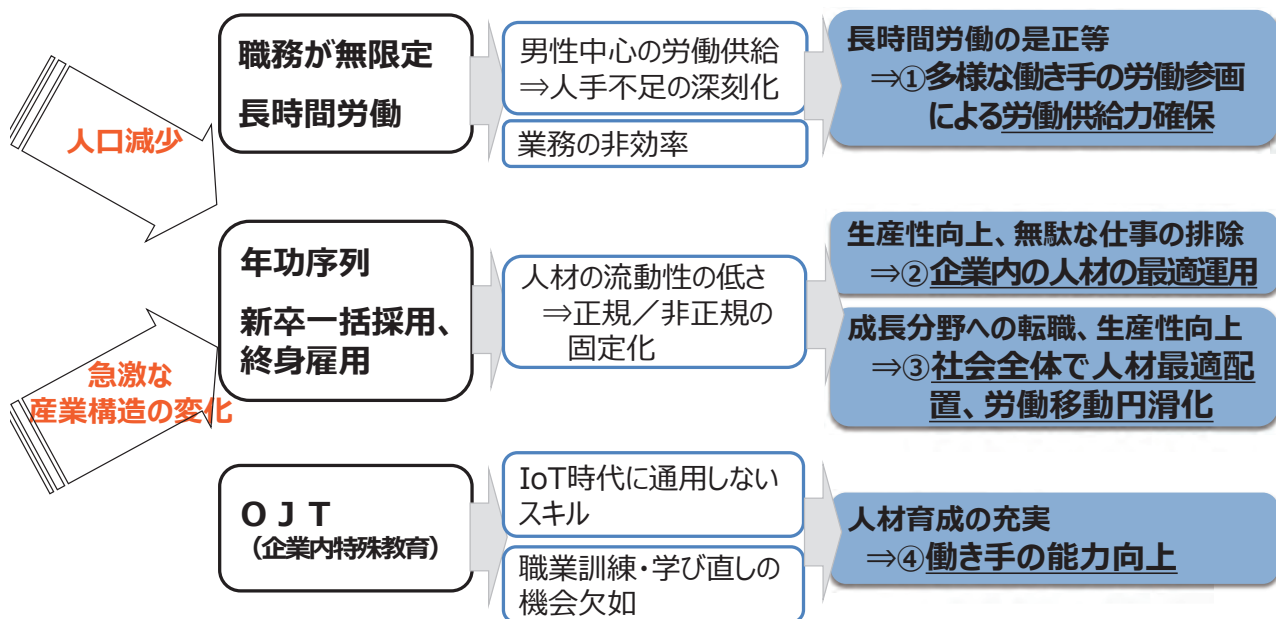 人口減少
急激な
産業構造の変化
職務が無限定
長時間労働
男性中心の労働供給
⇒人手不足の深刻化
業務の非効率
長時間労働の是正等
⇒①多様な働き手の労働参画
による労働供給力確保
年功序列
新卒一括採用、
終身雇用
人材の流動性の低さ
⇒正規／非正規の
固定化
生産性向上、無駄な仕事の排除
⇒②企業内の人材の最適運用
成長分野への転職、生産性向上
⇒③社会全体で人材最適配
置、労働移動円滑化
ＯＪＴ
（企業内特殊教育）
IoT時代に通用しない
スキル
職業訓練・学び直しの
機会欠如
人材育成の充実
⇒④働き手の能力向上